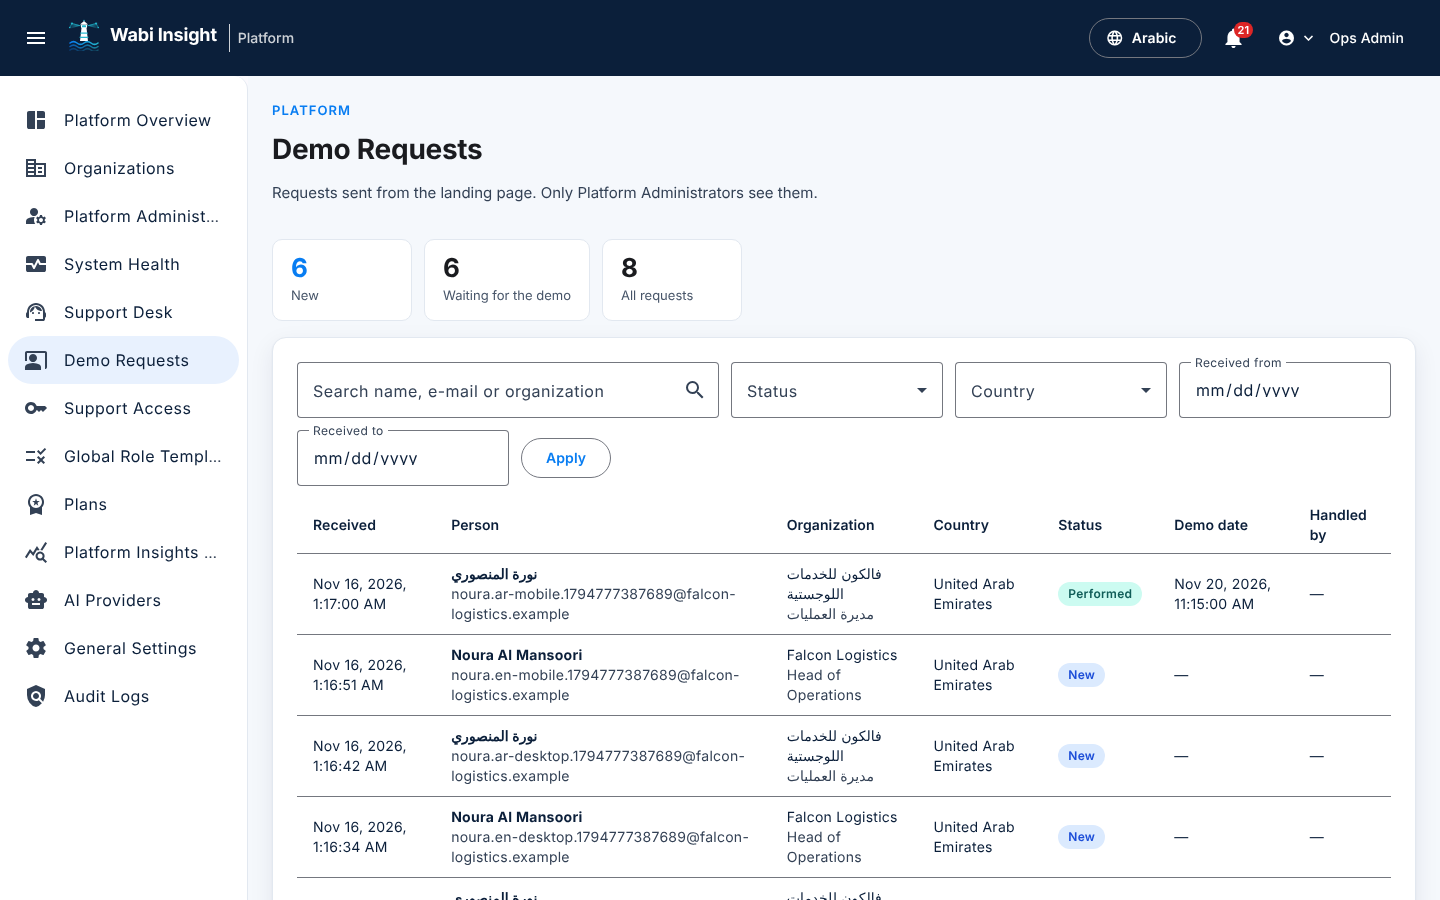 Wabi Insight
Platform
Arabic
21
Ops Admin
Platform Overview
Organizations
Platform Administ...
System Health
Support Desk
Demo Requests
Support Access
Global Role Templ...
Plans
Platform Insights ...
AI Providers
General Settings
Audit Logs
PLATFORM
Demo Requests
Requests sent from the landing page. Only Platform Administrators see them.
6
New
6
Waiting for the demo
8
All requests
Search name, e-mail or organization
Status
Country
Received from
mm/dd/yyyy
Received to
mm/dd/yyyy
Apply
Received Person Organization Country Status Demo date Handled by
Nov 16, 2026,
1:17:00 AM
نورة المنصوري
noura.ar-mobile.1794777387689@falcon-
logistics.example
فالكون للخدمات
اللوجستية
مديرة العمليات
United Arab
Emirates
Performed
Nov 20, 2026,
11:15:00 AM
—
Nov 16, 2026,
1:16:51 AM
Noura Al Mansoori
noura.en-mobile.1794777387689@falcon-
logistics.example
Falcon Logistics
Head of
Operations
United Arab
Emirates
New
—
—
Nov 16, 2026,
1:16:42 AM
نورة المنصوري
noura.ar-desktop.1794777387689@falcon-
logistics.example
فالكون للخدمات
اللوجستية
مديرة العمليات
United Arab
Emirates
New
—
—
Nov 16, 2026,
1:16:34 AM
Noura Al Mansoori
noura.en-desktop.1794777387689@falcon-
logistics.example
Falcon Logistics
Head of
Operations
United Arab
Emirates
New
—
—
نورة المنصوري
فالكون للخدمات